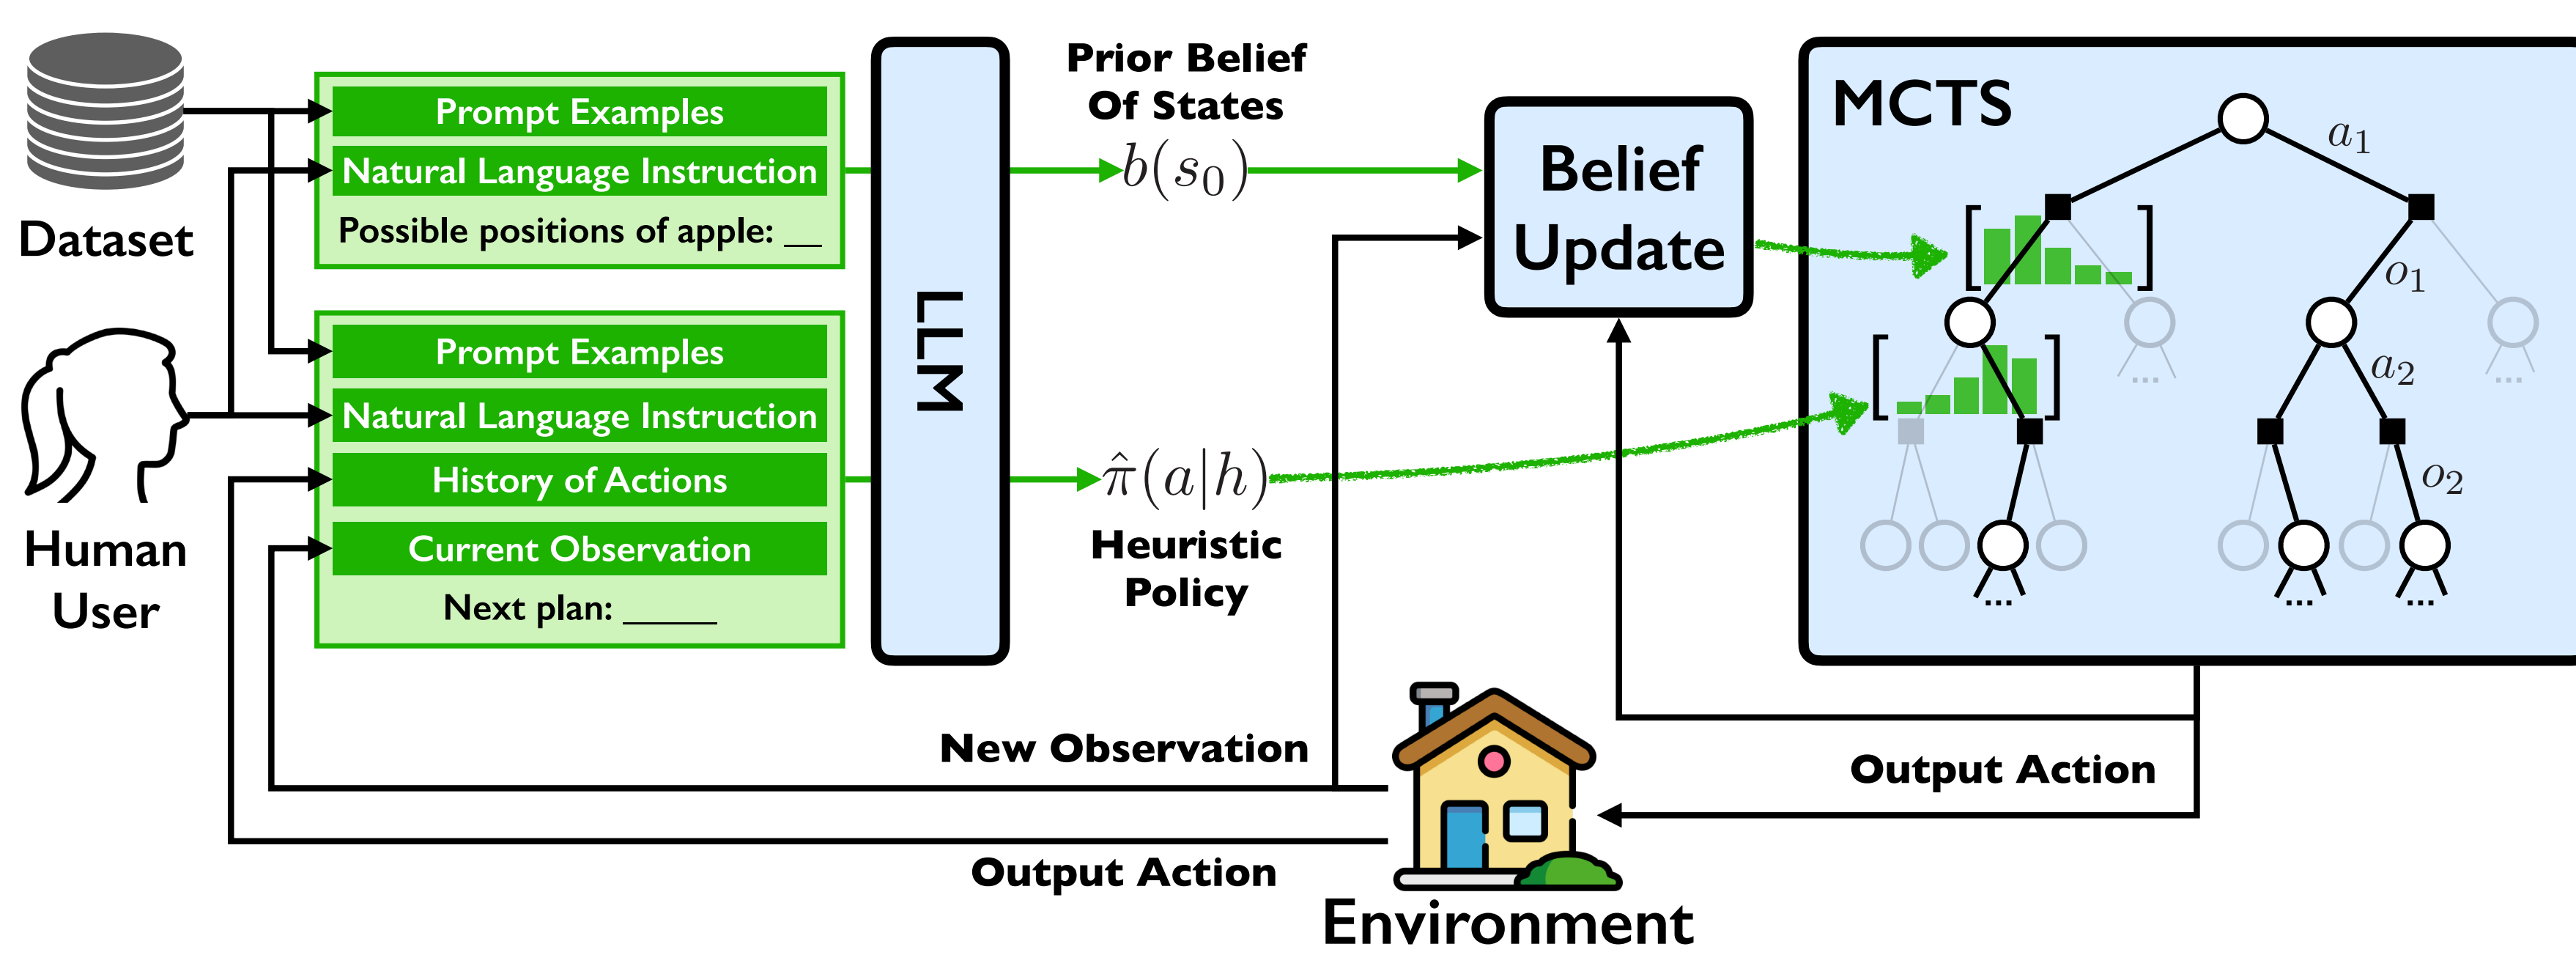 Dataset
Human
User
Prompt Examples
Natural Language Instruction
Possible positions of apple: __
Prompt Examples
Natural Language Instruction
History of Actions
Current Observation
Next plan: _____
LLM
Prior Belief
Of States
b(s₀)
π̂(a|h)
Heuristic
Policy
Belief
Update
MCTS
a₁
o₁
a₂
o₂
[ ]
[ ]
...
...
...
...
...
New Observation
Output Action
Output Action
Environment